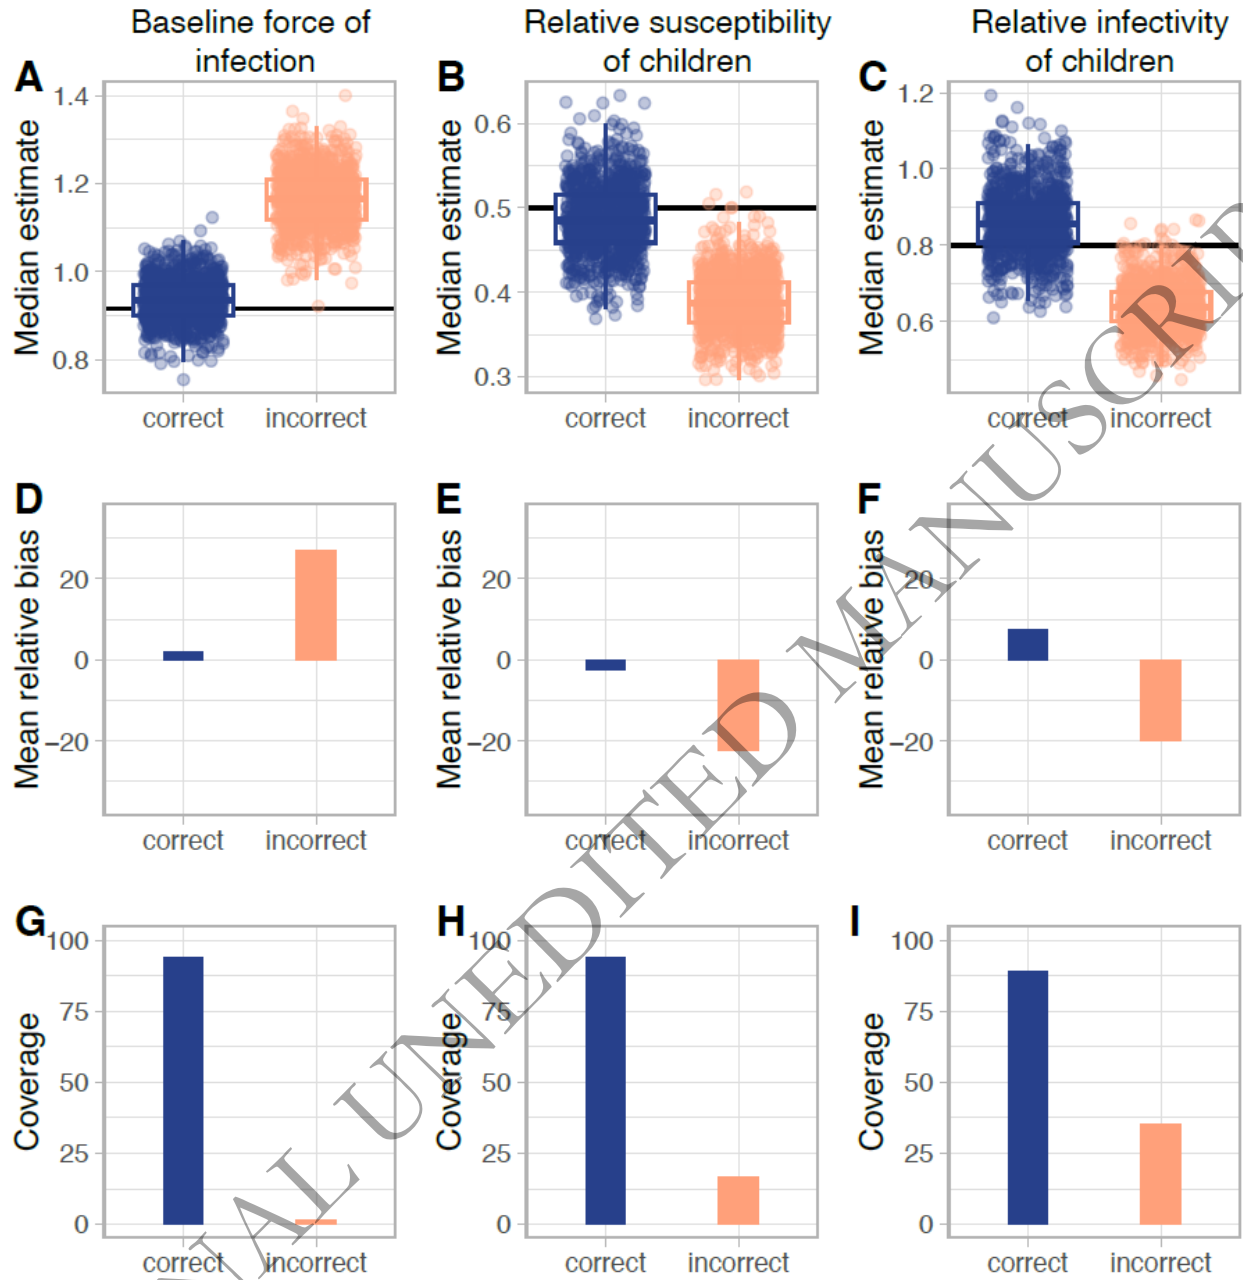 Baseline force of
infection
Relative susceptibility
of children
Relative infectivity
of children
A
Median estimate
1.4
1.2
1.0
0.8
correct incorrect
B
Median estimate
0.6
0.5
0.4
0.3
correct incorrect
C
Median estimate
1.2
1.0
0.8
0.6
correct incorrect
D
Mean relative bias
20
0
−20
correct incorrect
E
Mean relative bias
20
0
−20
correct incorrect
F
Mean relative bias
20
0
−20
correct incorrect
G
Coverage
100
75
50
25
0
correct incorrect
H
Coverage
100
75
50
25
0
correct incorrect
I
Coverage
100
75
50
25
0
correct incorrect
UNEDITED MANUSCRI